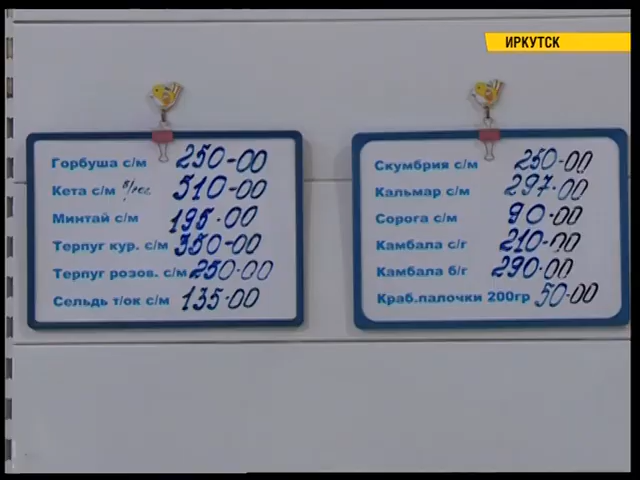 ИРКУТСК
Горбуша с/м 250-00
Кета с/м 510-00
Минтай с/м 195-00
Терпуг кур. с/м 350-00
Терпуг розов. с/м 250-00
Сельдь т/ок с/м 135-00
Скумбрия с/м 250-00
Кальмар с/м 297-00
Сорога с/м 90-00
Камбала с/г 210-00
Камбала б/г 290-00
Краб.палочки 200гр 50-00